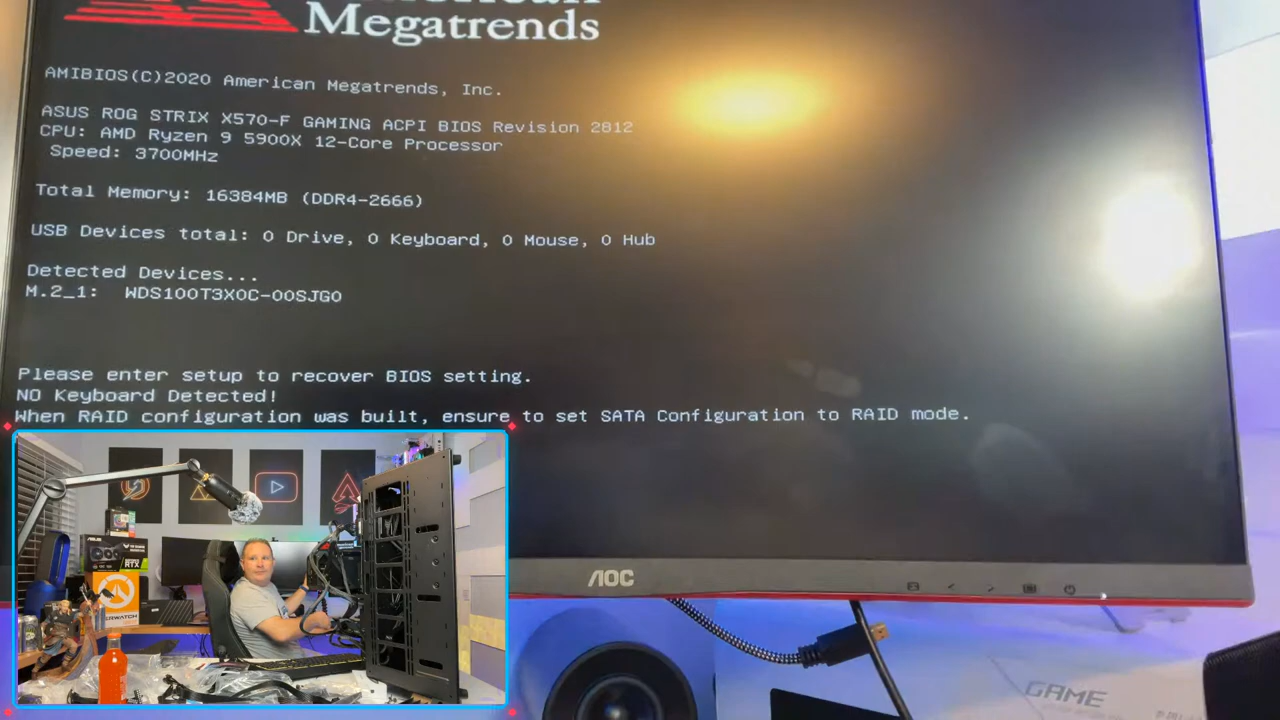 Megatrends
AMIBIOS(C)2020 American Megatrends, Inc.
ASUS ROG STRIX X570-F GAMING ACPI BIOS Revision 2812
CPU: AMD Ryzen 9 5900X 12-Core Processor
Speed: 3700MHz
Total Memory: 16384MB (DDR4-2666)
USB Devices total: 0 Drive, 0 Keyboard, 0 Mouse, 0 Hub
Detected Devices...
M.2_1: WDS100T3X0C-00SJG0
Please enter setup to recover BIOS setting.
NO Keyboard Detected!
When RAID configuration was built, ensure to set SATA Configuration to RAID mode.
AOC
RTX
GAME